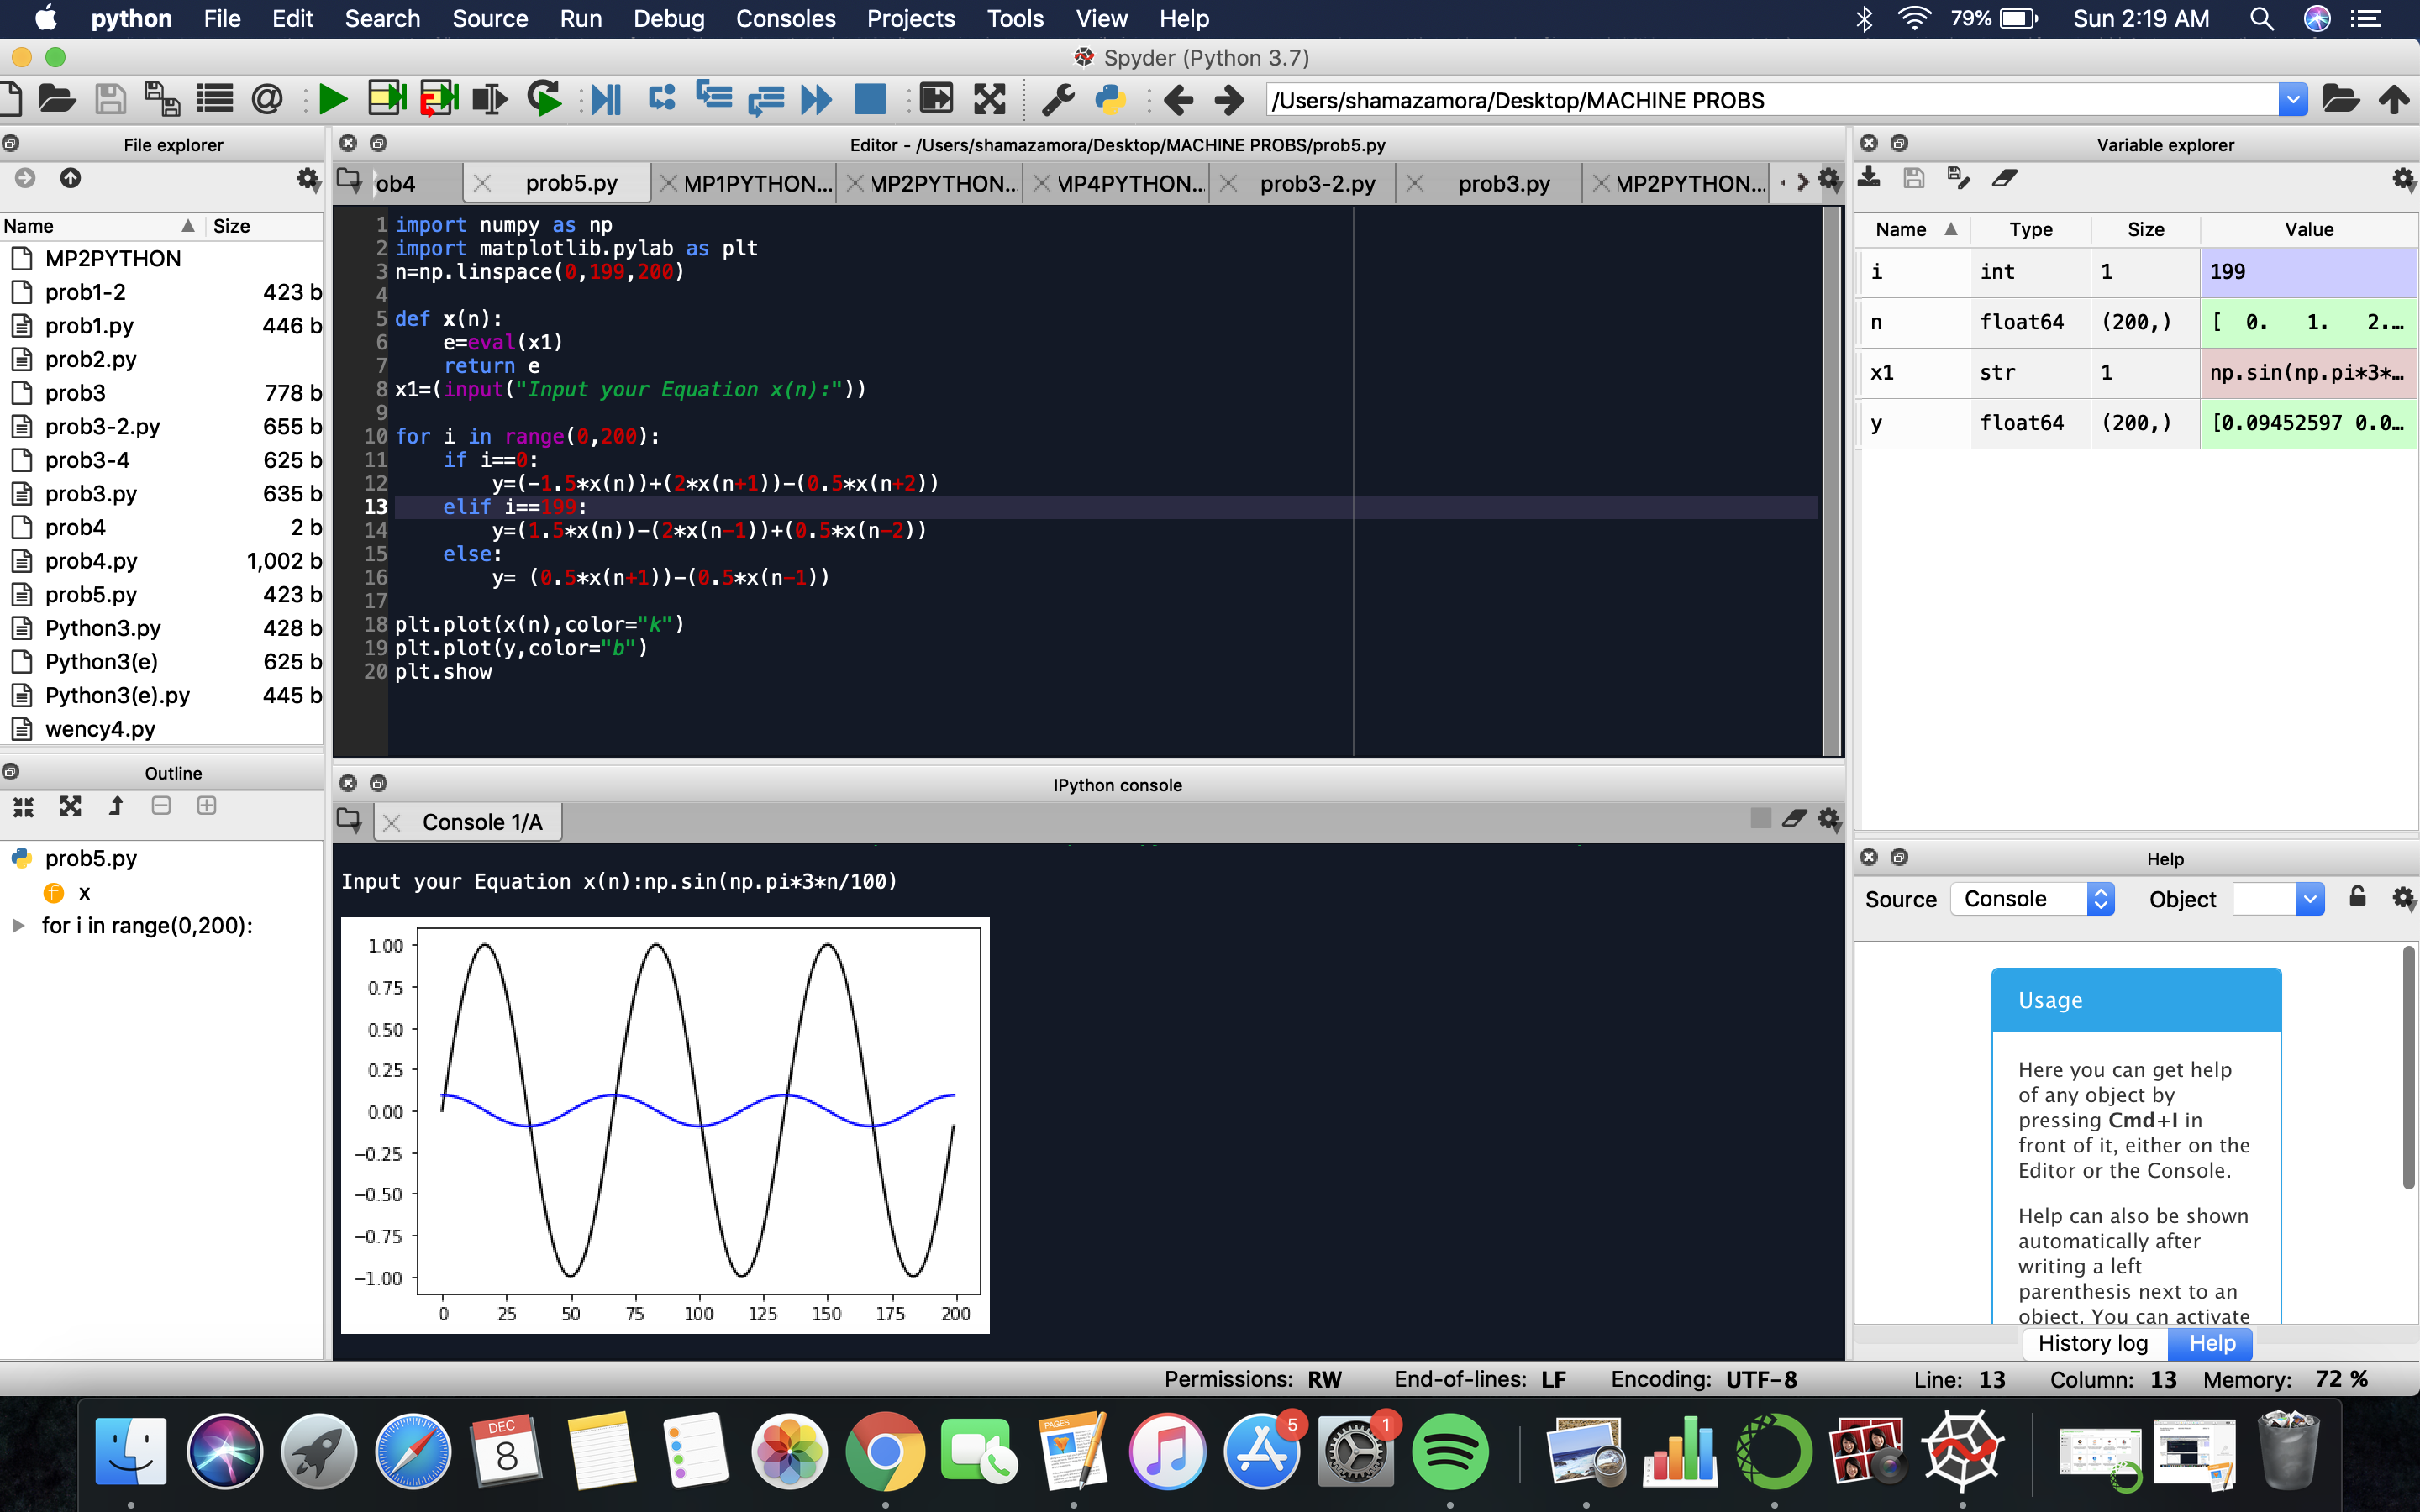 python File Edit Search Source Run Debug Consoles Projects Tools View Help 79% Sun 2:19 AM
Spyder (Python 3.7)
/Users/shamazamora/Desktop/MACHINE PROBS
File explorer
Name Size
MP2PYTHON
prob1-2 423 b
prob1.py 446 b
prob2.py
prob3 778 b
prob3-2.py 655 b
prob3-4 625 b
prob3.py 635 b
prob4 2 b
prob4.py 1,002 b
prob5.py 423 b
Python3.py 428 b
Python3(e) 625 b
Python3(e).py 445 b
wency4.py
Outline
prob5.py
x
for i in range(0,200):
Editor - /Users/shamazamora/Desktop/MACHINE PROBS/prob5.py
ob4 prob5.py MP1PYTHON... MP2PYTHON... MP4PYTHON... prob3-2.py prob3.py MP2PYTHON...
1 import numpy as np
2 import matplotlib.pylab as plt
3 n=np.linspace(0,199,200)
4
5 def x(n):
6     e=eval(x1)
7     return e
8 x1=(input("Input your Equation x(n):"))
9
10 for i in range(0,200):
11     if i==0:
12         y=(-1.5*x(n))+(2*x(n+1))-(0.5*x(n+2))
13     elif i==199:
14         y=(1.5*x(n))-(2*x(n-1))+(0.5*x(n-2))
15     else:
16         y= (0.5*x(n+1))-(0.5*x(n-1))
17
18 plt.plot(x(n),color="k")
19 plt.plot(y,color="b")
20 plt.show
IPython console
Console 1/A
Input your Equation x(n):np.sin(np.pi*3*n/100)
1.00
0.75
0.50
0.25
0.00
−0.25
−0.50
−0.75
−1.00
0 25 50 75 100 125 150 175 200
Variable explorer
Name Type Size Value
i int 1 199
n float64 (200,) [ 0. 1. 2.…
x1 str 1 np.sin(np.pi*3*…
y float64 (200,) [0.09452597 0.0…
Help
Source Console Object
Usage
Here you can get help
of any object by
pressing Cmd+I in
front of it, either on the
Editor or the Console.
Help can also be shown
automatically after
writing a left
parenthesis next to an
object. You can activate
History log Help
Permissions: RW End-of-lines: LF Encoding: UTF-8 Line: 13 Column: 13 Memory: 72 %
DEC
8
PAGES
5
1